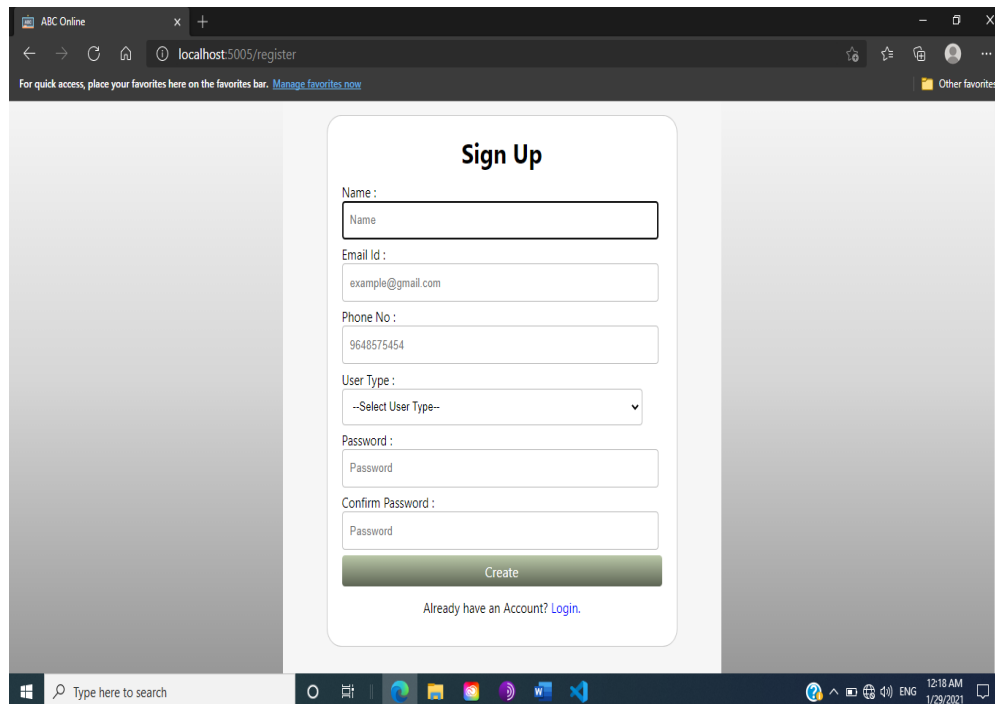 ABC Online
localhost:5005/register
For quick access, place your favorites here on the favorites bar. Manage favorites now
Other favorites
Sign Up
Name :
Name
Email Id :
example@gmail.com
Phone No :
9648575454
User Type :
--Select User Type--
Password :
Password
Confirm Password :
Password
Create
Already have an Account? Login.
Type here to search
ENG
12:18 AM
1/29/2021